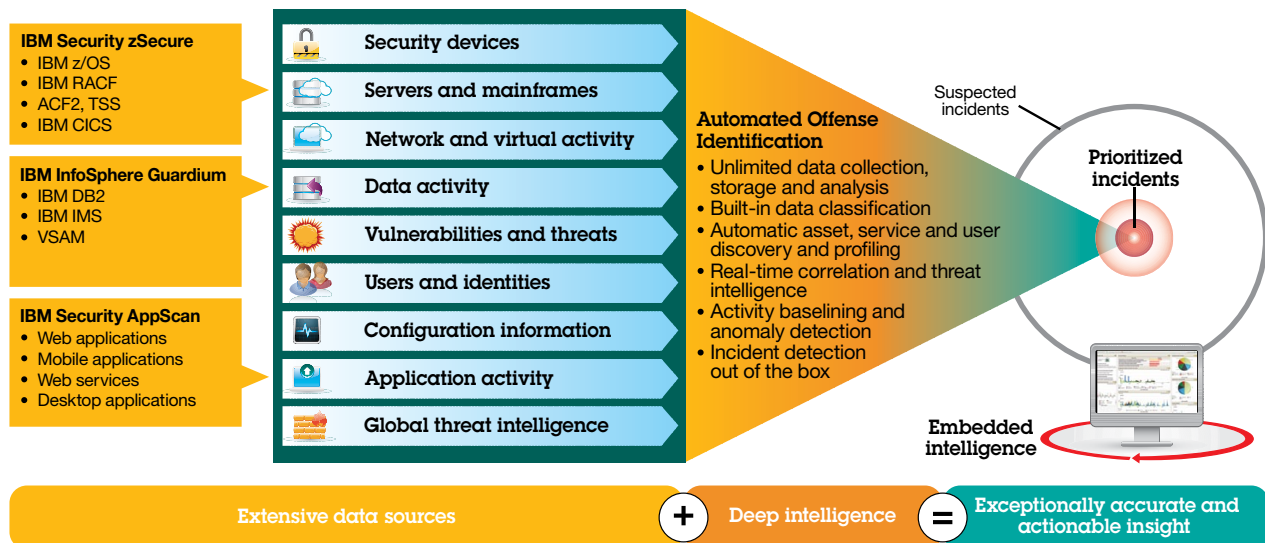 IBM Security zSecure
• IBM z/OS
• IBM RACF
• ACF2, TSS
• IBM CICS
IBM InfoSphere Guardium
• IBM DB2
• IBM IMS
• VSAM
IBM Security AppScan
• Web applications
• Mobile applications
• Web services
• Desktop applications
Security devices
Servers and mainframes
Network and virtual activity
Data activity
Vulnerabilities and threats
Users and identities
Configuration information
Application activity
Global threat intelligence
Automated Offense
Identification
• Unlimited data collection,
storage and analysis
• Built-in data classification
• Automatic asset, service and user
discovery and profiling
• Real-time correlation and threat
intelligence
• Activity baselining and
anomaly detection
• Incident detection
out of the box
Suspected
incidents
Prioritized
incidents
Embedded
intelligence
Extensive data sources
+
Deep intelligence
=
Exceptionally accurate and
actionable insight